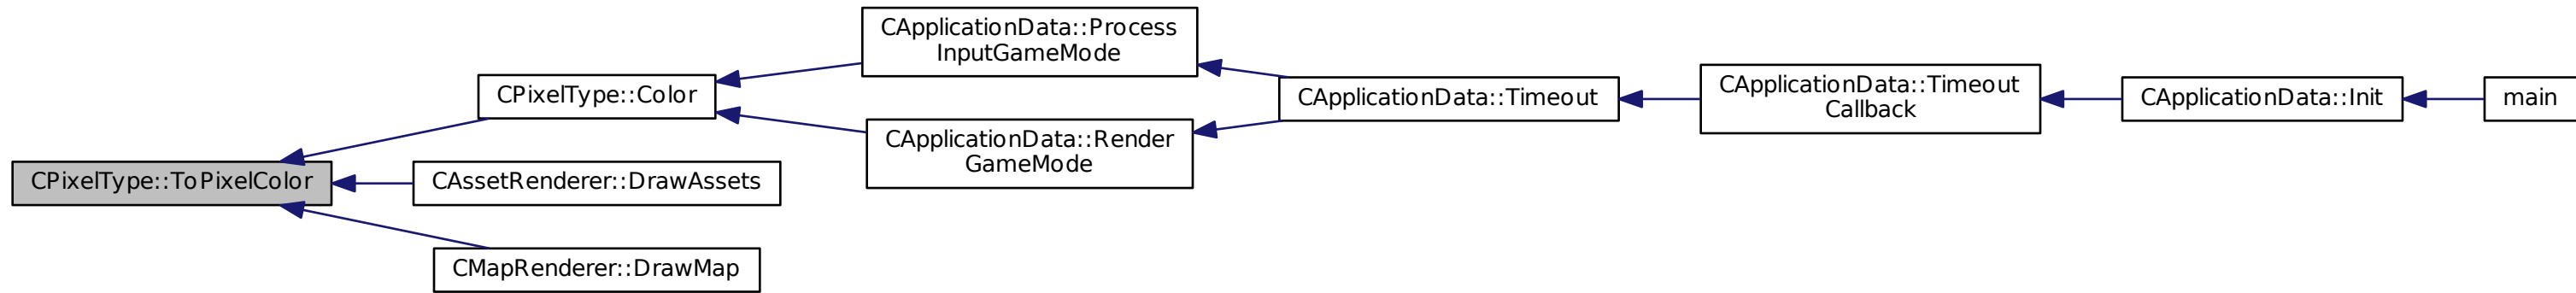 CPixelType::ToPixelColor
CPixelType::Color
CAssetRenderer::DrawAssets
CMapRenderer::DrawMap
CApplicationData::Process
InputGameMode
CApplicationData::Render
GameMode
CApplicationData::Timeout
CApplicationData::Timeout
Callback
CApplicationData::Init
main